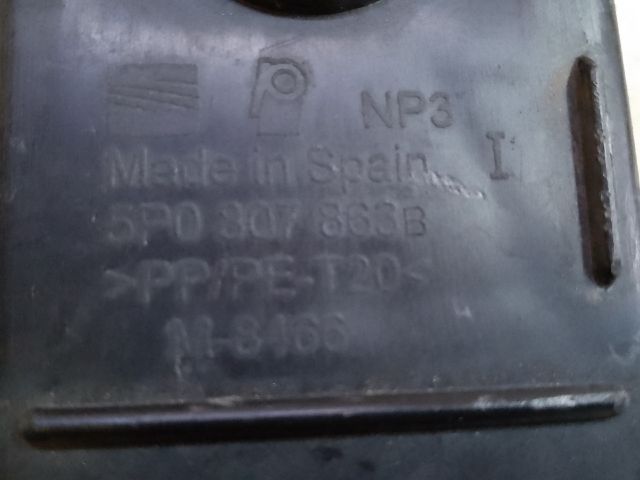 NP3
Made in Spain
I
5P0 807 863B
>PP/PE-T20<
M-8466